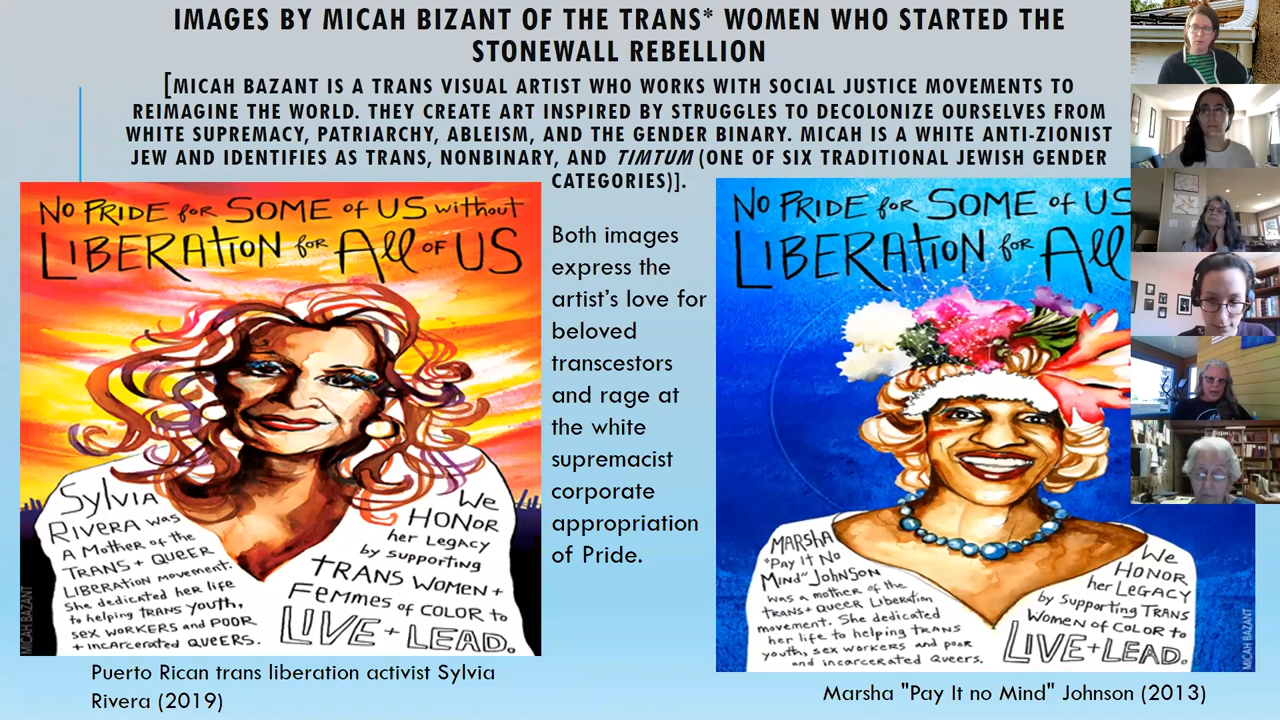 IMAGES BY MICAH BIZANT OF THE TRANS* WOMEN WHO STARTED THE
STONEWALL REBELLION
[MICAH BAZANT IS A TRANS VISUAL ARTIST WHO WORKS WITH SOCIAL JUSTICE MOVEMENTS TO
REIMAGINE THE WORLD. THEY CREATE ART INSPIRED BY STRUGGLES TO DECOLONIZE OURSELVES FROM
WHITE SUPREMACY, PATRIARCHY, ABLEISM, AND THE GENDER BINARY. MICAH IS A WHITE ANTI-ZIONIST
JEW AND IDENTIFIES AS TRANS, NONBINARY, AND TIMTUM (ONE OF SIX TRADITIONAL JEWISH GENDER
CATEGORIES)].
NO PRIDE for SOME of US without
LIBERATION for All OF US
SYLVIA
RIVERA was
A MOTHER of the
TRANS + QUEER
LIBERATION movement.
She dedicated her life
to helping TRANS YOUTH,
sex workers and POOR
+ incarcerated Queers.
We
HONOR
her LEGACY
by supporting
TRANS WOMEN +
FEMMES of COLOR to
LIVE + LEAD.
MICAH BAZANT
Puerto Rican trans liberation activist Sylvia
Rivera (2019)
Both images
express the
artist's love for
beloved
transcestors
and rage at
the white
supremacist
corporate
appropriation
of Pride.
NO PRIDE for SOME of US
LIBERATION for All
MARSHA
"Pay It No
Mind" Johnson
was a mother of the
TRANS + QUEER Liberation
movement. She dedicated
her life to helping TRANS
youth, sex workers and poor
and incarcerated Queers.
We
HONOR
her LEGACY
by supporting TRANS
Women of Color to
LIVE + LEAD.
MICAH BAZANT
Marsha "Pay It no Mind" Johnson (2013)